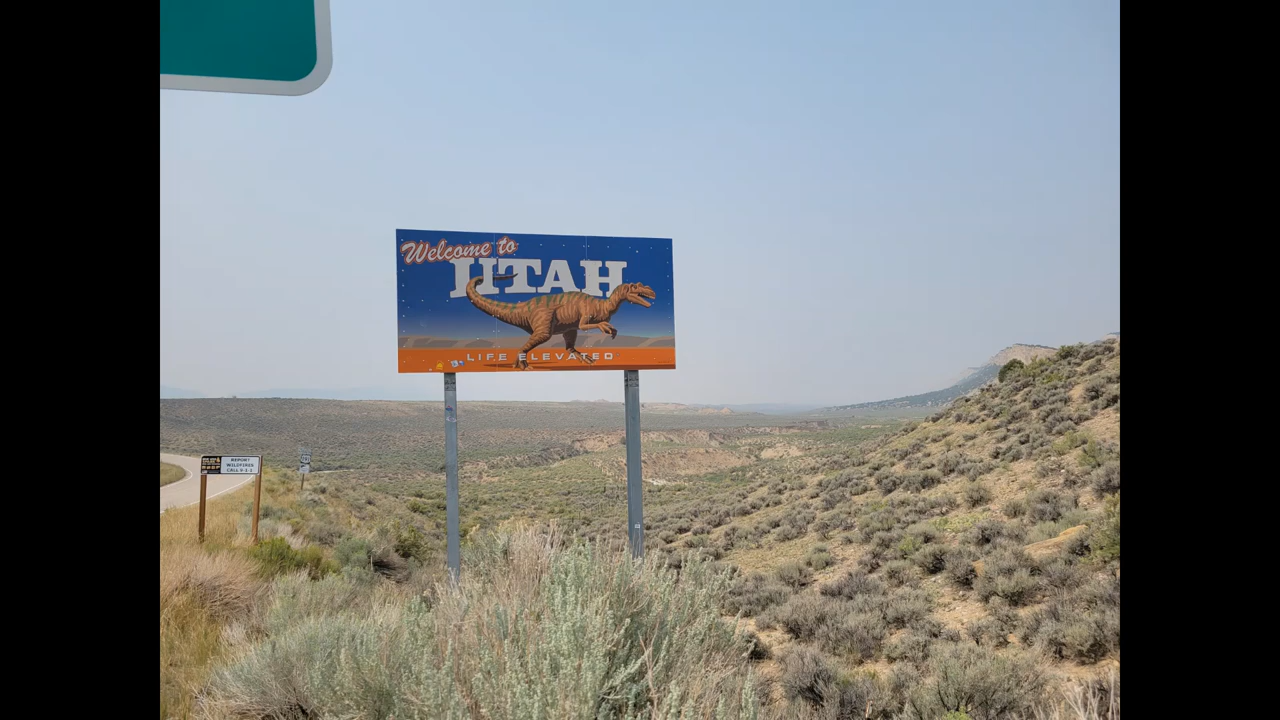 Welcome to
UTAH
LIFE ELEVATED
REPORT
WILDFIRES
CALL 9-1-1